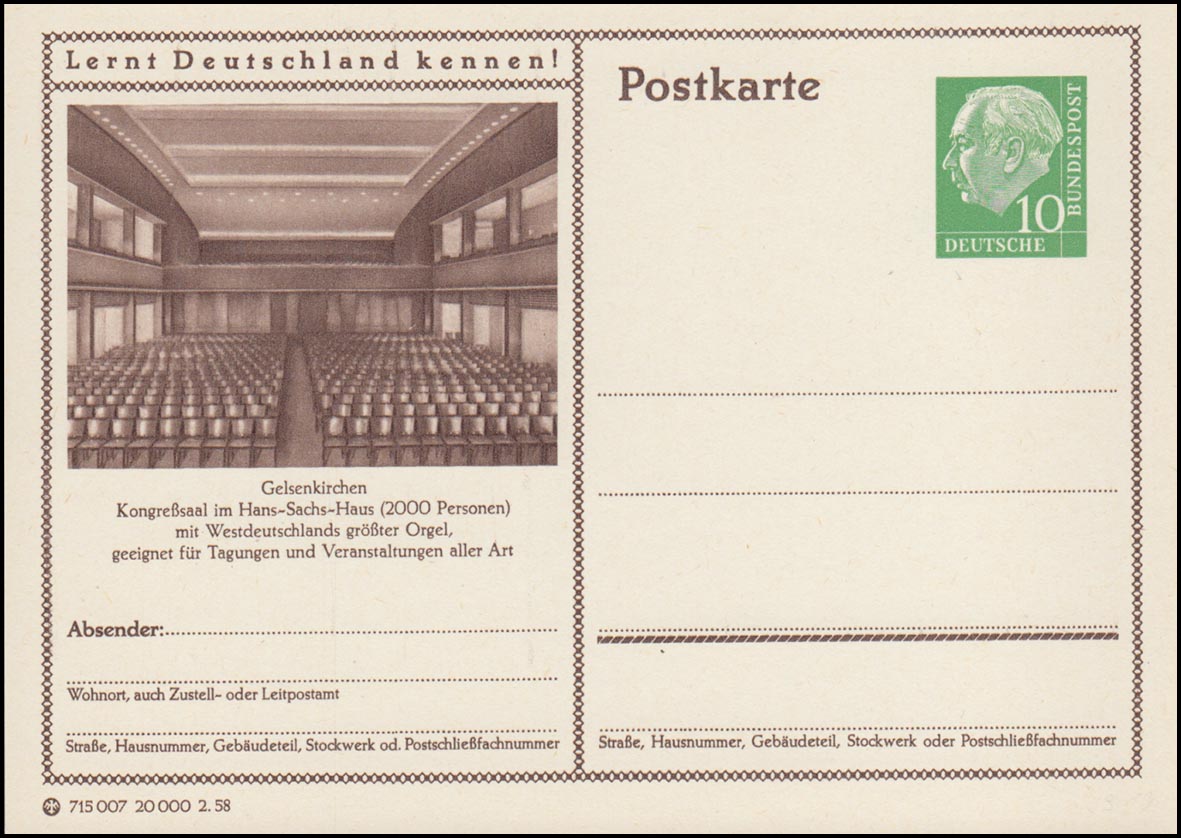 Lernt Deutschland kennen!
Gelsenkirchen
Kongreßsaal im Hans-Sachs-Haus (2000 Personen)
mit Westdeutschlands größter Orgel,
geeignet für Tagungen und Veranstaltungen aller Art
Absender:
Wohnort, auch Zustell- oder Leitpostamt
Straße, Hausnummer, Gebäudeteil, Stockwerk od. Postschließfachnummer
715 007 20 000 2. 58
Postkarte
10
DEUTSCHE
BUNDESPOST
Straße, Hausnummer, Gebäudeteil, Stockwerk oder Postschließfachnummer